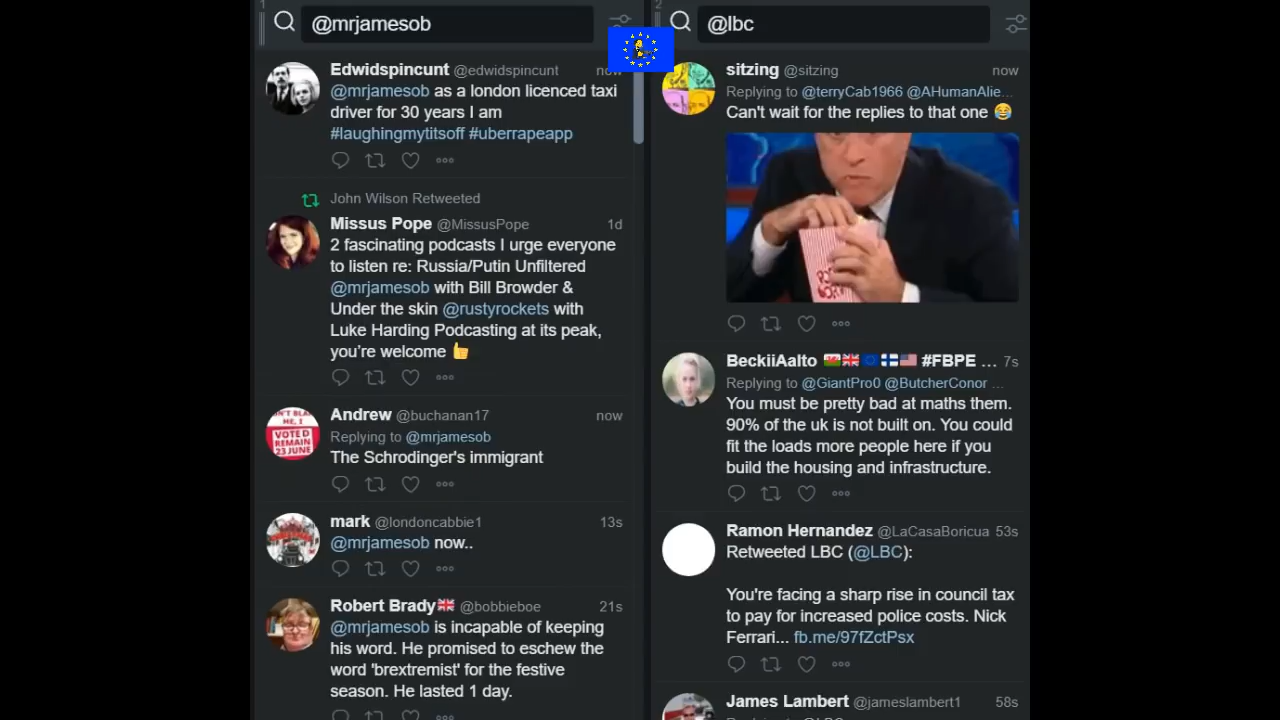 1
@mrjamesob
Edwidspincunt @edwidspincunt now
@mrjamesob as a london licenced taxi
driver for 30 years I am
#laughingmytitsoff #uberrapeapp
John Wilson Retweeted
Missus Pope @MissusPope 1d
2 fascinating podcasts I urge everyone
to listen re: Russia/Putin Unfiltered
@mrjamesob with Bill Browder &
Under the skin @rustyrockets with
Luke Harding Podcasting at its peak,
you're welcome 👍
Andrew @buchanan17 now
Replying to @mrjamesob
The Schrodinger's immigrant
VOTED
REMAIN
23 JUNE
mark @londoncabbie1 13s
@mrjamesob now..
Robert Brady🇬🇧 @bobbieboe 21s
@mrjamesob is incapable of keeping
his word. He promised to eschew the
word 'brextremist' for the festive
season. He lasted 1 day.
2
@lbc
sitzing @sitzing now
Replying to @terryCab1966 @AHumanAlie...
Can't wait for the replies to that one 😂
BeckiiAalto 🏴󠁧󠁢󠁷󠁬󠁳󠁿🇬🇧🇪🇺🇫🇮🇺🇸 #FBPE ... 7s
Replying to @GiantPro0 @ButcherConor ...
You must be pretty bad at maths them.
90% of the uk is not built on. You could
fit the loads more people here if you
build the housing and infrastructure.
Ramon Hernandez @LaCasaBoricua 53s
Retweeted LBC (@LBC):
You're facing a sharp rise in council tax
to pay for increased police costs. Nick
Ferrari... fb.me/97fZctPsx
James Lambert @jameslambert1 58s